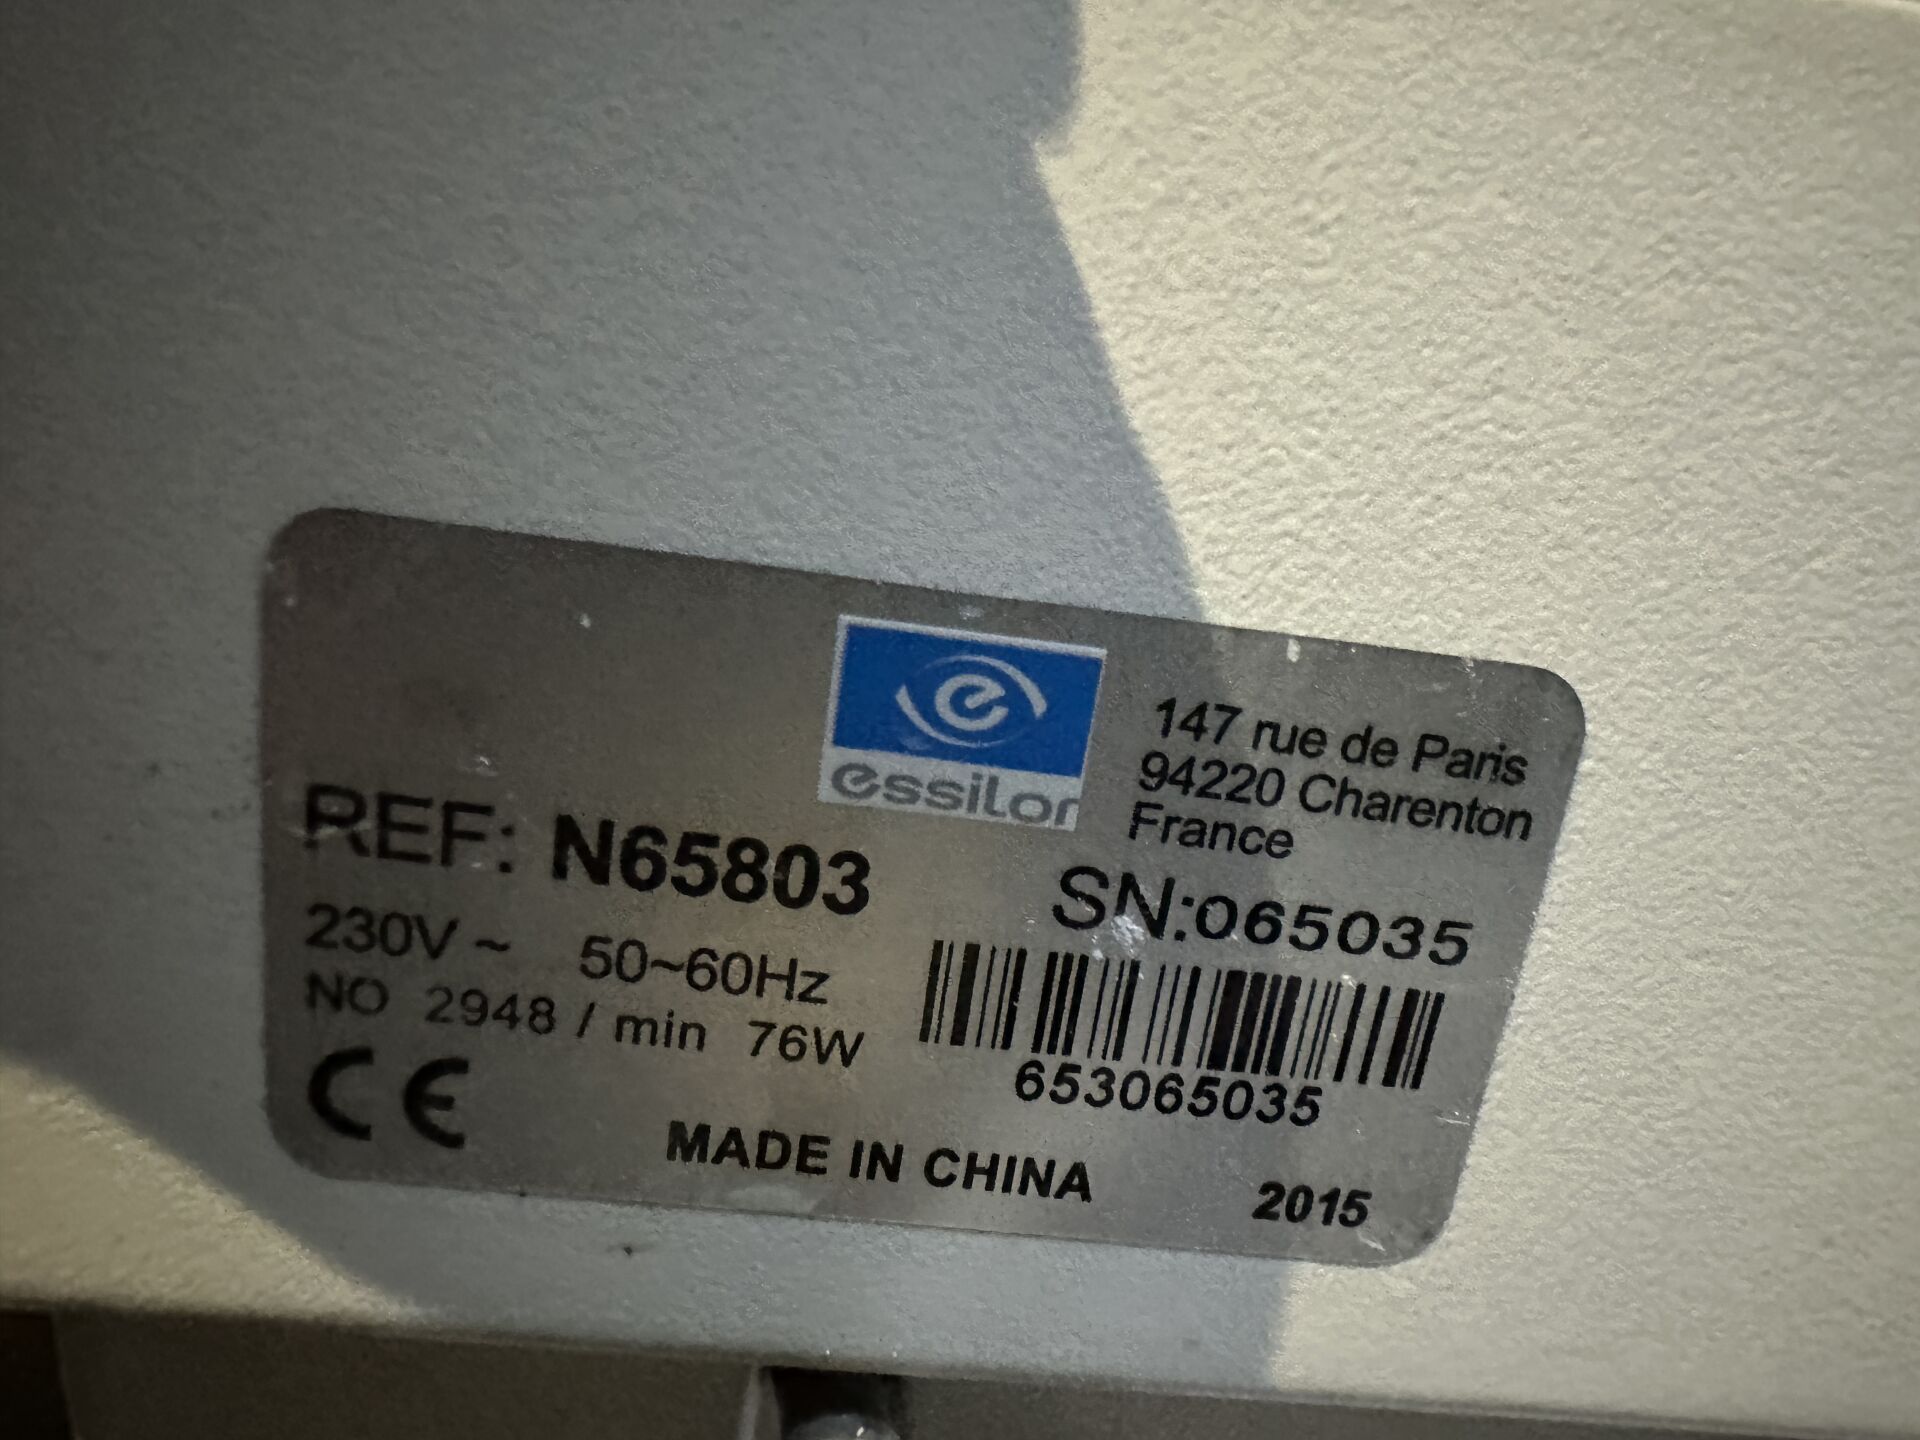 e
essilor
147 rue de Paris
94220 Charenton
France
REF: N65803
SN:065035
230V ~ 50~60Hz
NO 2948 / min 76W
653065035
CE
MADE IN CHINA
2015